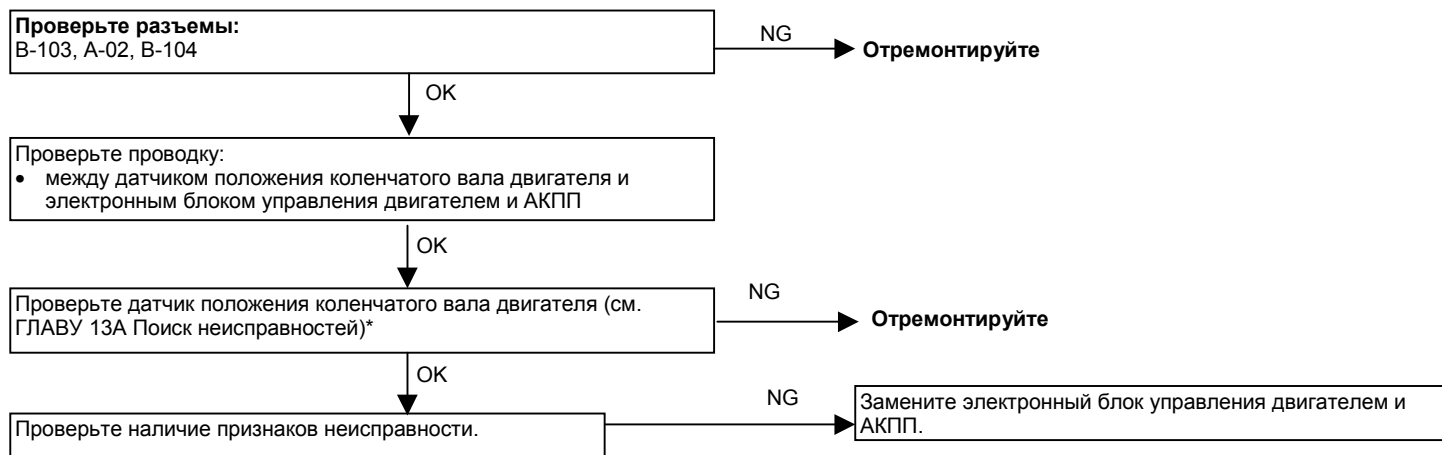 Проверьте разъемы:
B-103, A-02, B-104
NG
Отремонтируйте
OK
Проверьте проводку:
• между датчиком положения коленчатого вала двигателя и
электронным блоком управления двигателем и АКПП
OK
Проверьте датчик положения коленчатого вала двигателя (см.
ГЛАВУ 13A Поиск неисправностей)*
NG
Отремонтируйте
OK
Проверьте наличие признаков неисправности.
NG
Замените электронный блок управления двигателем и
АКПП.